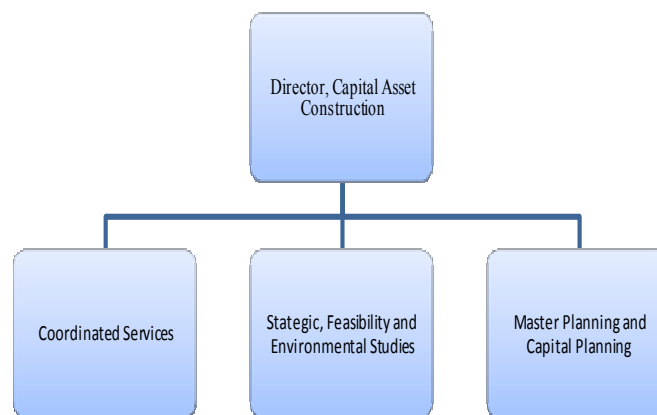 Director, Capital Asset
Construction
Coordinated Services
Stategic, Feasibility and
Environmental Studies
Master Planning and
Capital Planning